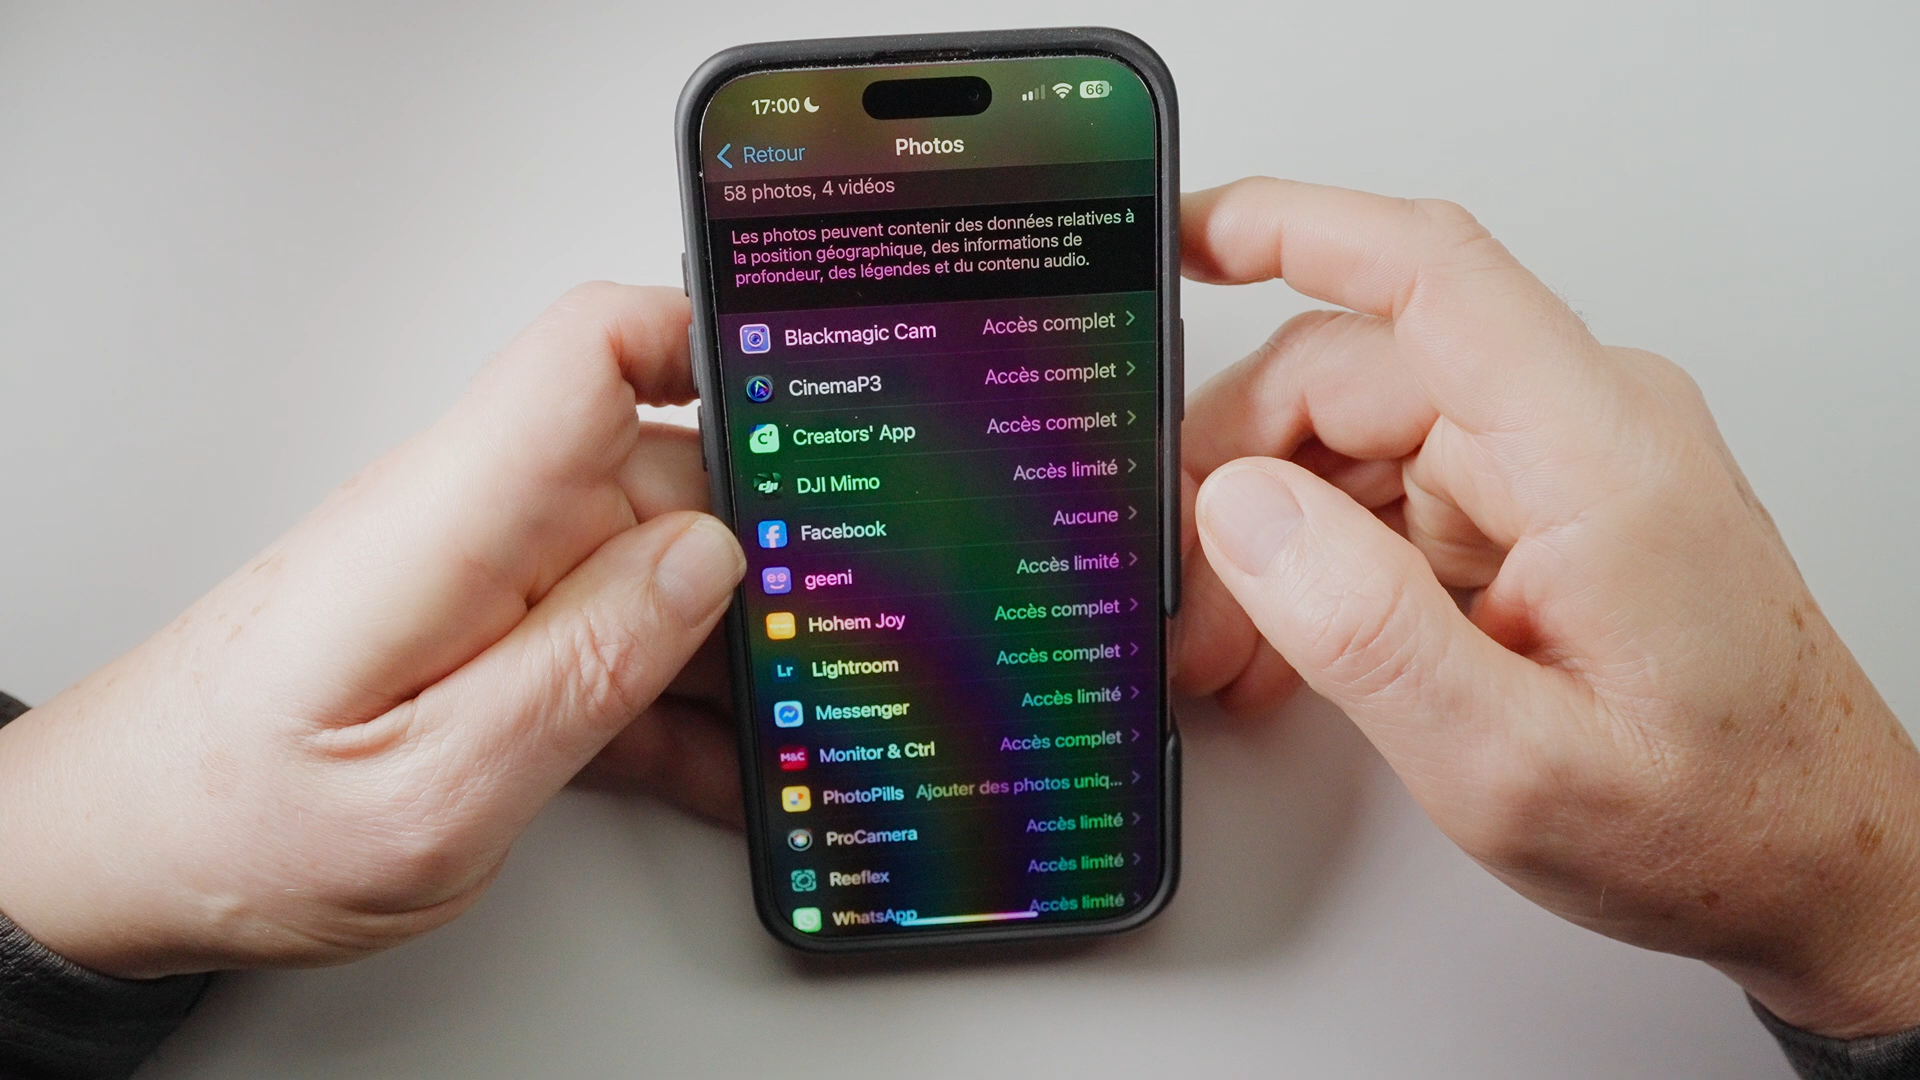 17:00
66
Retour
Photos
58 photos, 4 vidéos
Les photos peuvent contenir des données relatives à
la position géographique, des informations de
profondeur, des légendes et du contenu audio.
Blackmagic Cam Accès complet
CinemaP3 Accès complet
C' Creators' App Accès complet
dji DJI Mimo Accès limité
f Facebook Aucune
geeni Accès limité
Hohem Joy Accès complet
Lr Lightroom Accès complet
Messenger Accès limité
M&C Monitor & Ctrl Accès complet
PhotoPills Ajouter des photos uniq...
ProCamera Accès limité
Reeflex Accès limité
WhatsApp Accès limité